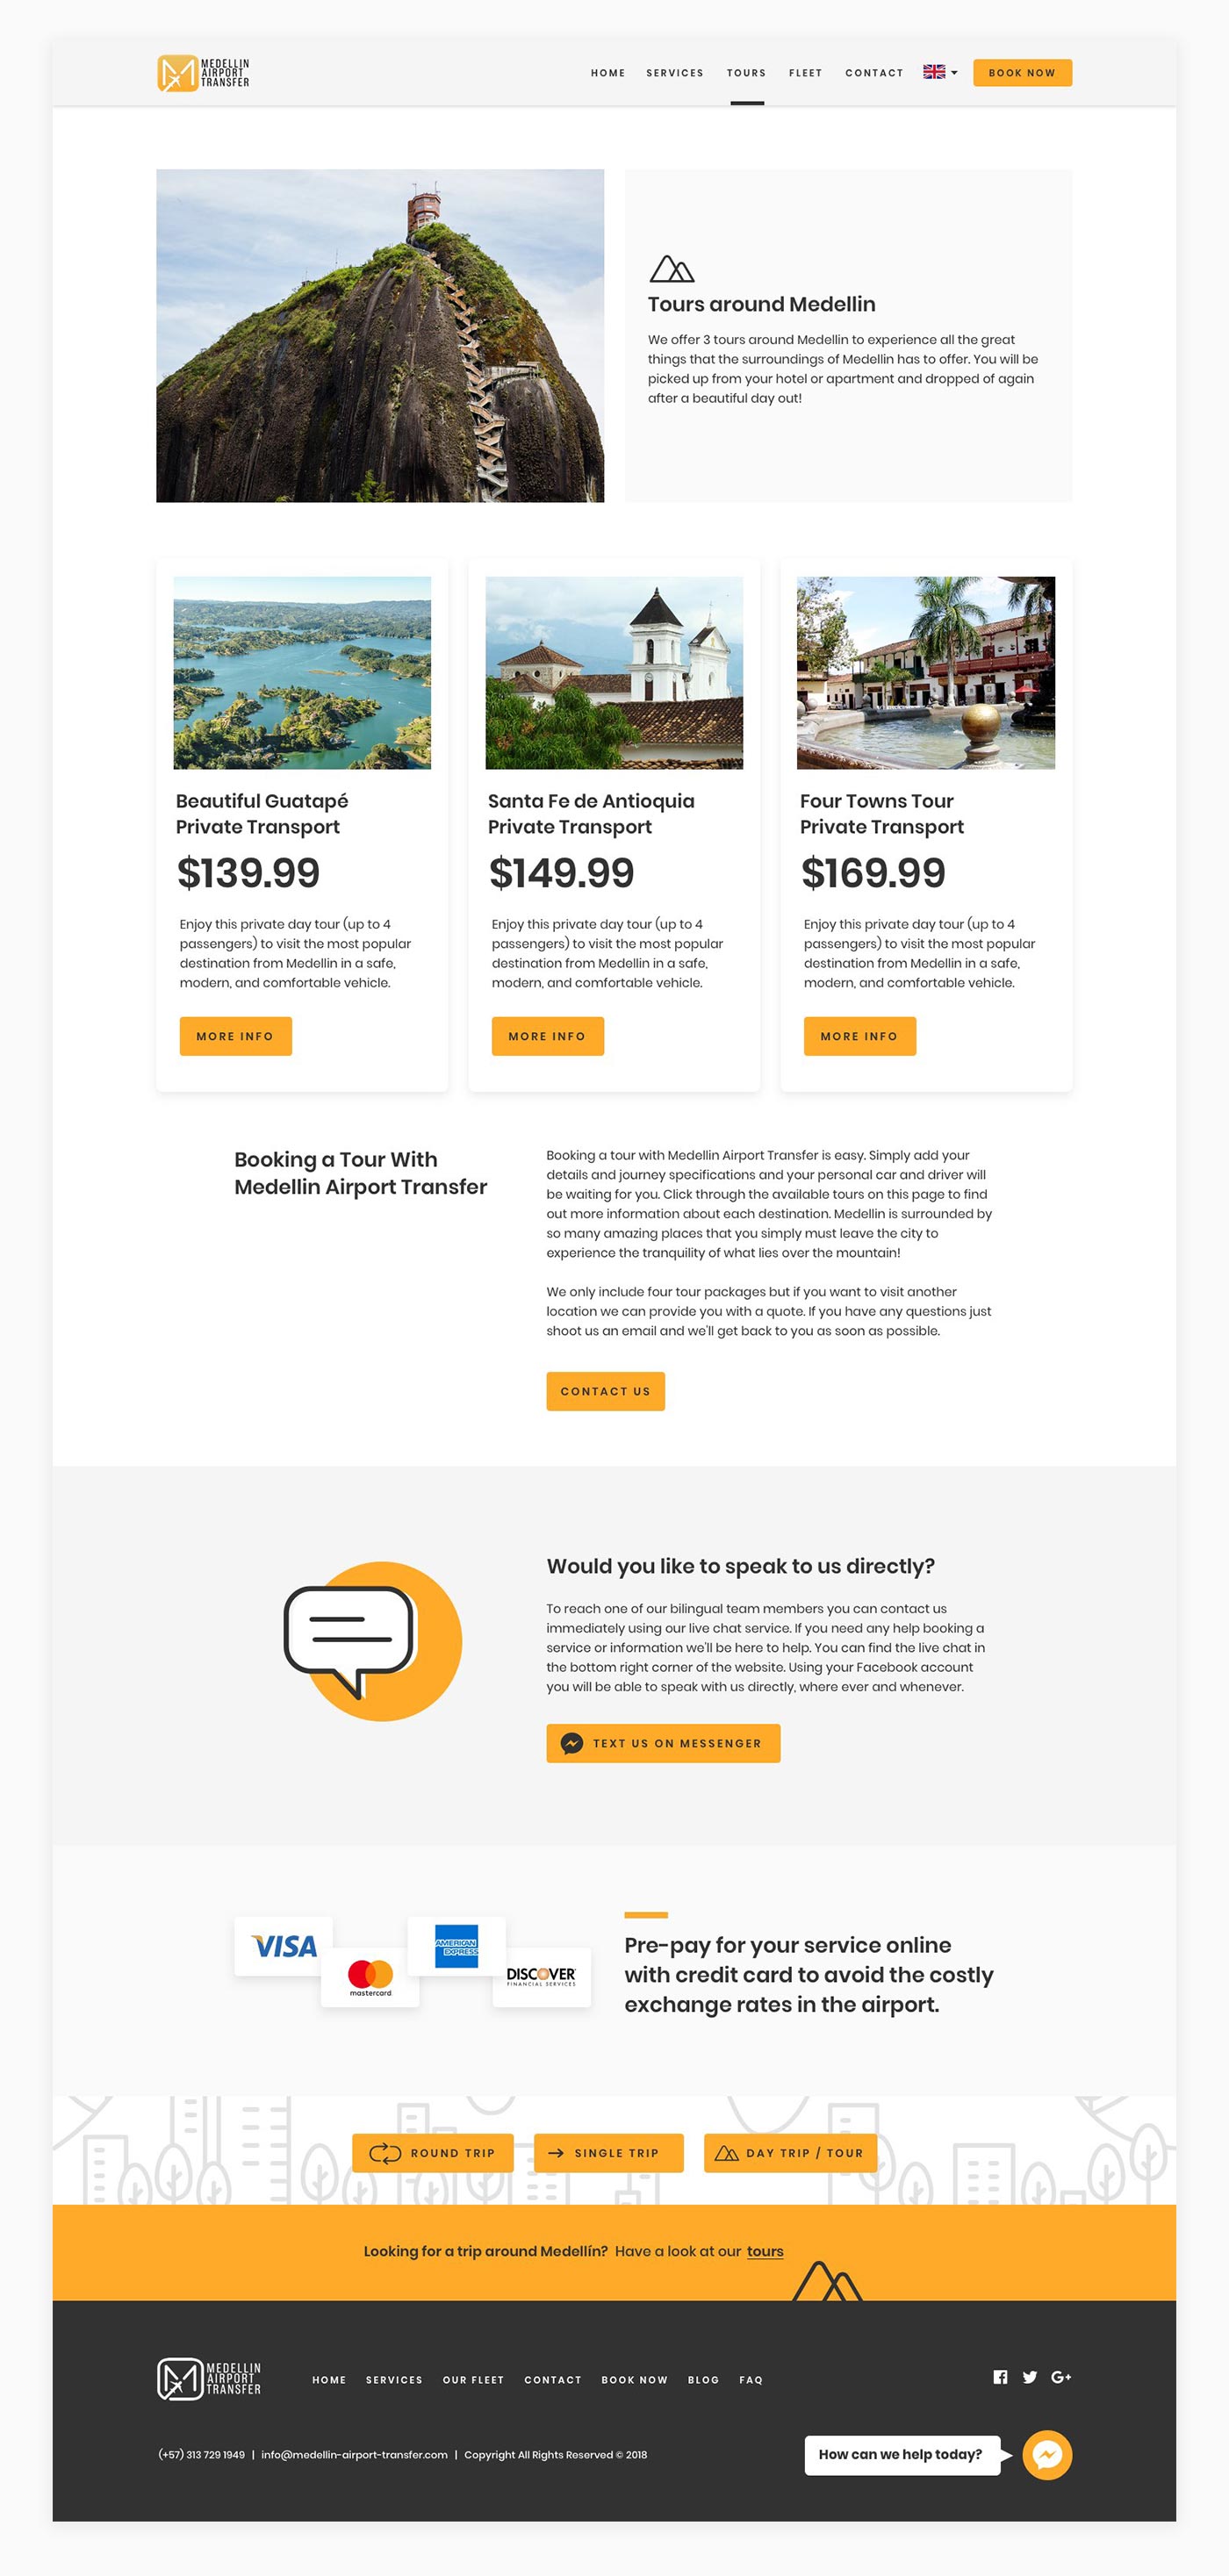 MEDELLIN
AIRPORT
TRANSFER
HOME SERVICES TOURS FLEET CONTACT BOOK NOW
Tours around Medellin
We offer 3 tours around Medellin to experience all the great
things that the surroundings of Medellin has to offer. You will be
picked up from your hotel or apartment and dropped of again
after a beautiful day out!
Beautiful Guatapé
Private Transport
$139.99
Enjoy this private day tour (up to 4
passengers) to visit the most popular
destination from Medellin in a safe,
modern, and comfortable vehicle.
MORE INFO
Santa Fe de Antioquia
Private Transport
$149.99
Enjoy this private day tour (up to 4
passengers) to visit the most popular
destination from Medellin in a safe,
modern, and comfortable vehicle.
MORE INFO
Four Towns Tour
Private Transport
$169.99
Enjoy this private day tour (up to 4
passengers) to visit the most popular
destination from Medellin in a safe,
modern, and comfortable vehicle.
MORE INFO
Booking a Tour With
Medellin Airport Transfer
Booking a tour with Medellin Airport Transfer is easy. Simply add your
details and journey specifications and your personal car and driver will
be waiting for you. Click through the available tours on this page to find
out more information about each destination. Medellin is surrounded by
so many amazing places that you simply must leave the city to
experience the tranquility of what lies over the mountain!
We only include four tour packages but if you want to visit another
location we can provide you with a quote. If you have any questions just
shoot us an email and we'll get back to you as soon as possible.
CONTACT US
Would you like to speak to us directly?
To reach one of our bilingual team members you can contact us
immediately using our live chat service. If you need any help booking a
service or information we'll be here to help. You can find the live chat in
the bottom right corner of the website. Using your Facebook account
you will be able to speak with us directly, where ever and whenever.
TEXT US ON MESSENGER
VISA
mastercard
AMERICAN
EXPRESS
DISCOVER
FINANCIAL SERVICES
Pre-pay for your service online
with credit card to avoid the costly
exchange rates in the airport.
ROUND TRIP
SINGLE TRIP
DAY TRIP / TOUR
Looking for a trip around Medellín? Have a look at our tours
MEDELLIN
AIRPORT
TRANSFER
HOME SERVICES OUR FLEET CONTACT BOOK NOW BLOG FAQ
G+
(+57) 313 729 1949 | info@medellin-airport-transfer.com | Copyright All Rights Reserved © 2018
How can we help today?